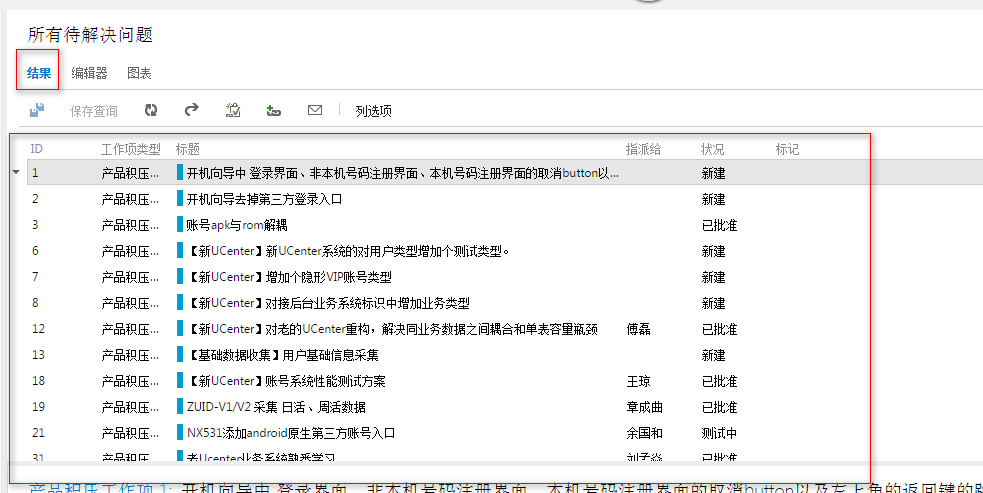 所有待解决问题
结果 编辑器 图表
保存查询 列选项
ID 工作项类型 标题 指派给 状况 标记
1 产品积压... 开机向导中 登录界面、非本机号码注册界面、本机号码注册界面的取消button以... 新建
2 产品积压... 开机向导去掉第三方登录入口 新建
3 产品积压... 账号apk与rom解耦 已批准
6 产品积压... 【新UCenter】新UCenter系统的对用户类型增加个测试类型。 新建
7 产品积压... 【新UCenter】增加个隐形VIP账号类型 新建
8 产品积压... 【新UCenter】对接后台业务系统标识中增加业务类型 新建
12 产品积压... 【新UCenter】对老的UCenter重构，解决同业务数据之间耦合和单表容量瓶颈 傅磊 已批准
13 产品积压... 【基础数据收集】用户基础信息采集 新建
18 产品积压... 【新UCenter】账号系统性能测试方案 王琼 已批准
19 产品积压... ZUID-V1/V2 采集 日活、周活数据 章成曲 已批准
21 产品积压... NX531添加android原生第三方账号入口 余国和 测试中
31 产品积压... 老Ucenter业务系统熟悉学习 刘孟焱 已批准
产品积压工作项 1: 开机向导中 登录界面、非本机号码注册界面、本机号码注册界面的取消button以及左上角的返回键的